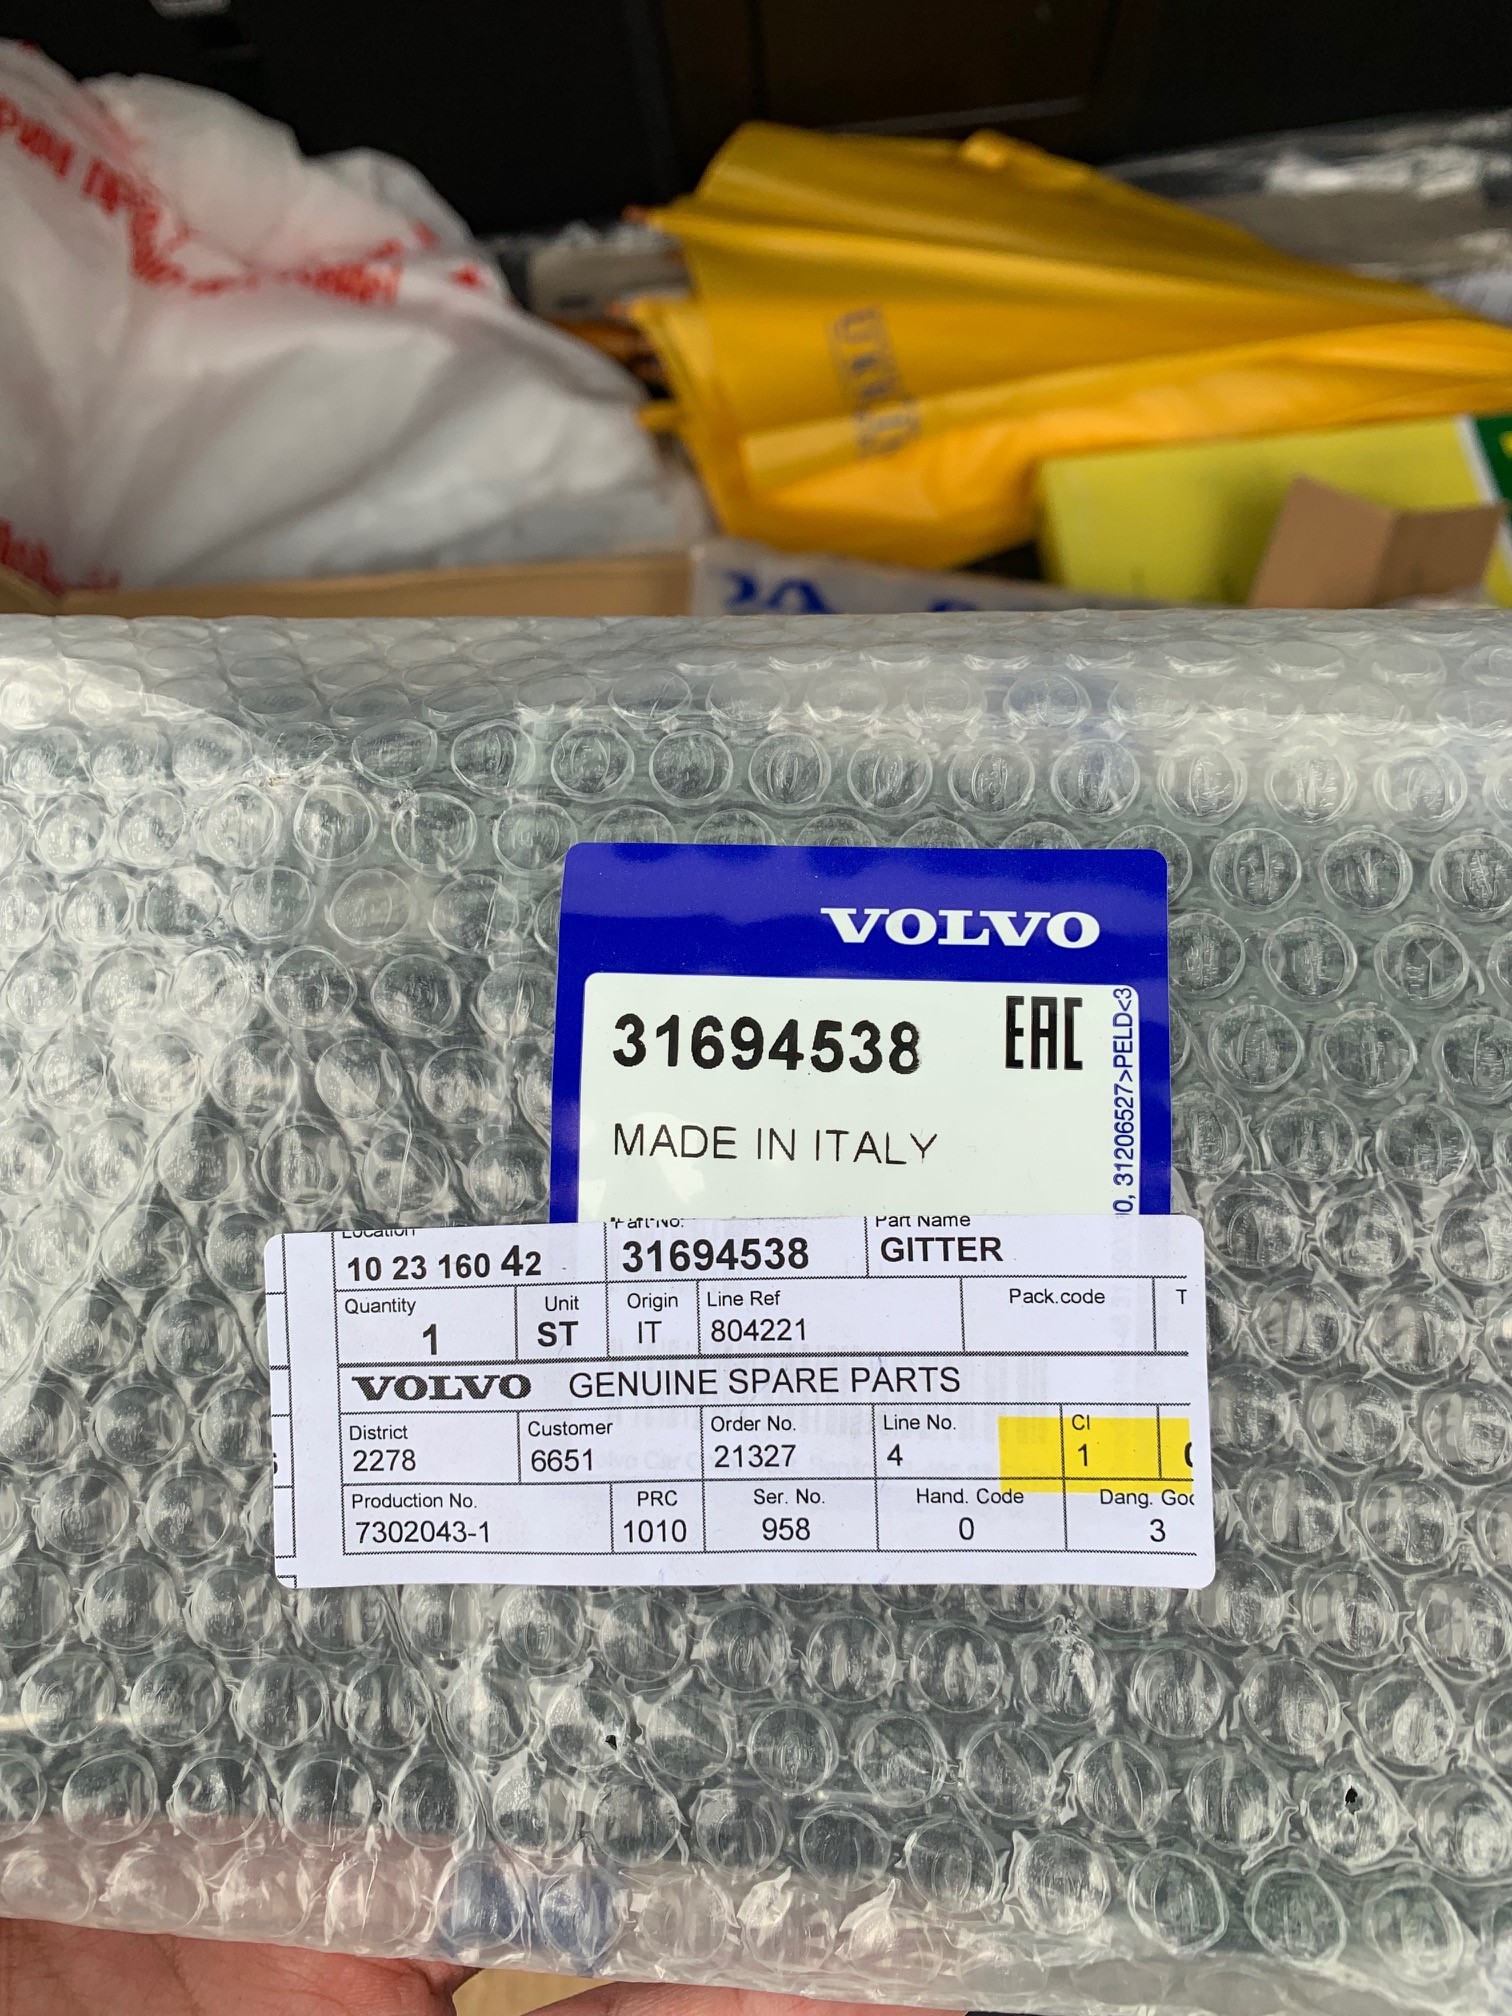 VOLVO
31694538
EAC
MADE IN ITALY
31206527>PELD<3
Location
10 23 160 42
Part No:
31694538
Part Name
GITTER
Quantity
1
Unit
ST
Origin
IT
Line Ref
804221
Pack.code
T
VOLVO GENUINE SPARE PARTS
District
2278
Customer
6651
Order No.
21327
Line No.
4
Cl
1
Production No.
7302043-1
PRC
1010
Ser. No.
958
Hand. Code
0
Dang. Goo
3